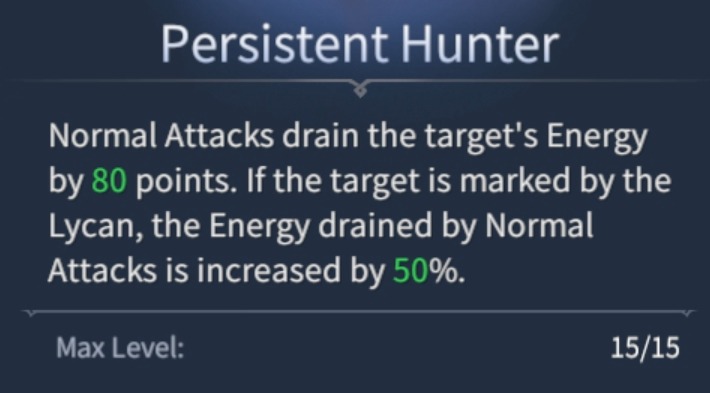 Persistent Hunter
Normal Attacks drain the target's Energy
by 80 points. If the target is marked by the
Lycan, the Energy drained by Normal
Attacks is increased by 50%.
Max Level: 15/15